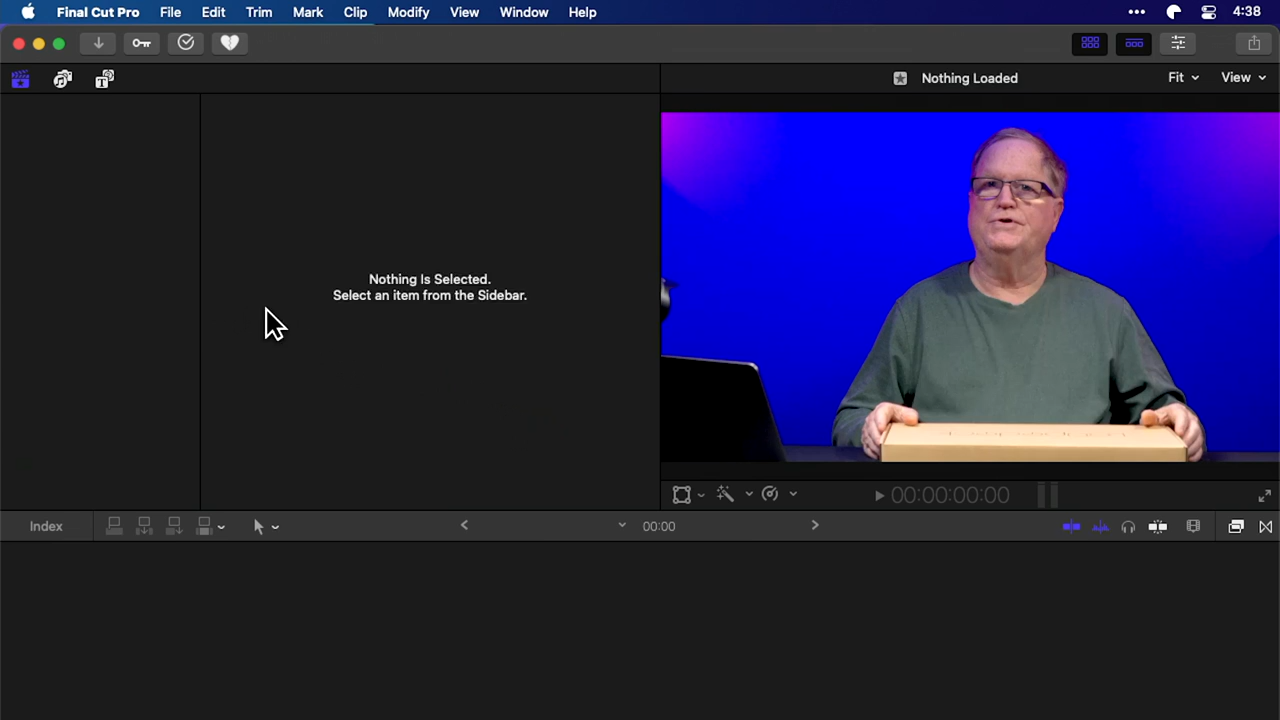 Final Cut Pro File Edit Trim Mark Clip Modify View Window Help 4:38
Nothing Loaded Fit View
Nothing Is Selected.
Select an item from the Sidebar.
00:00:00:00
Index 00:00